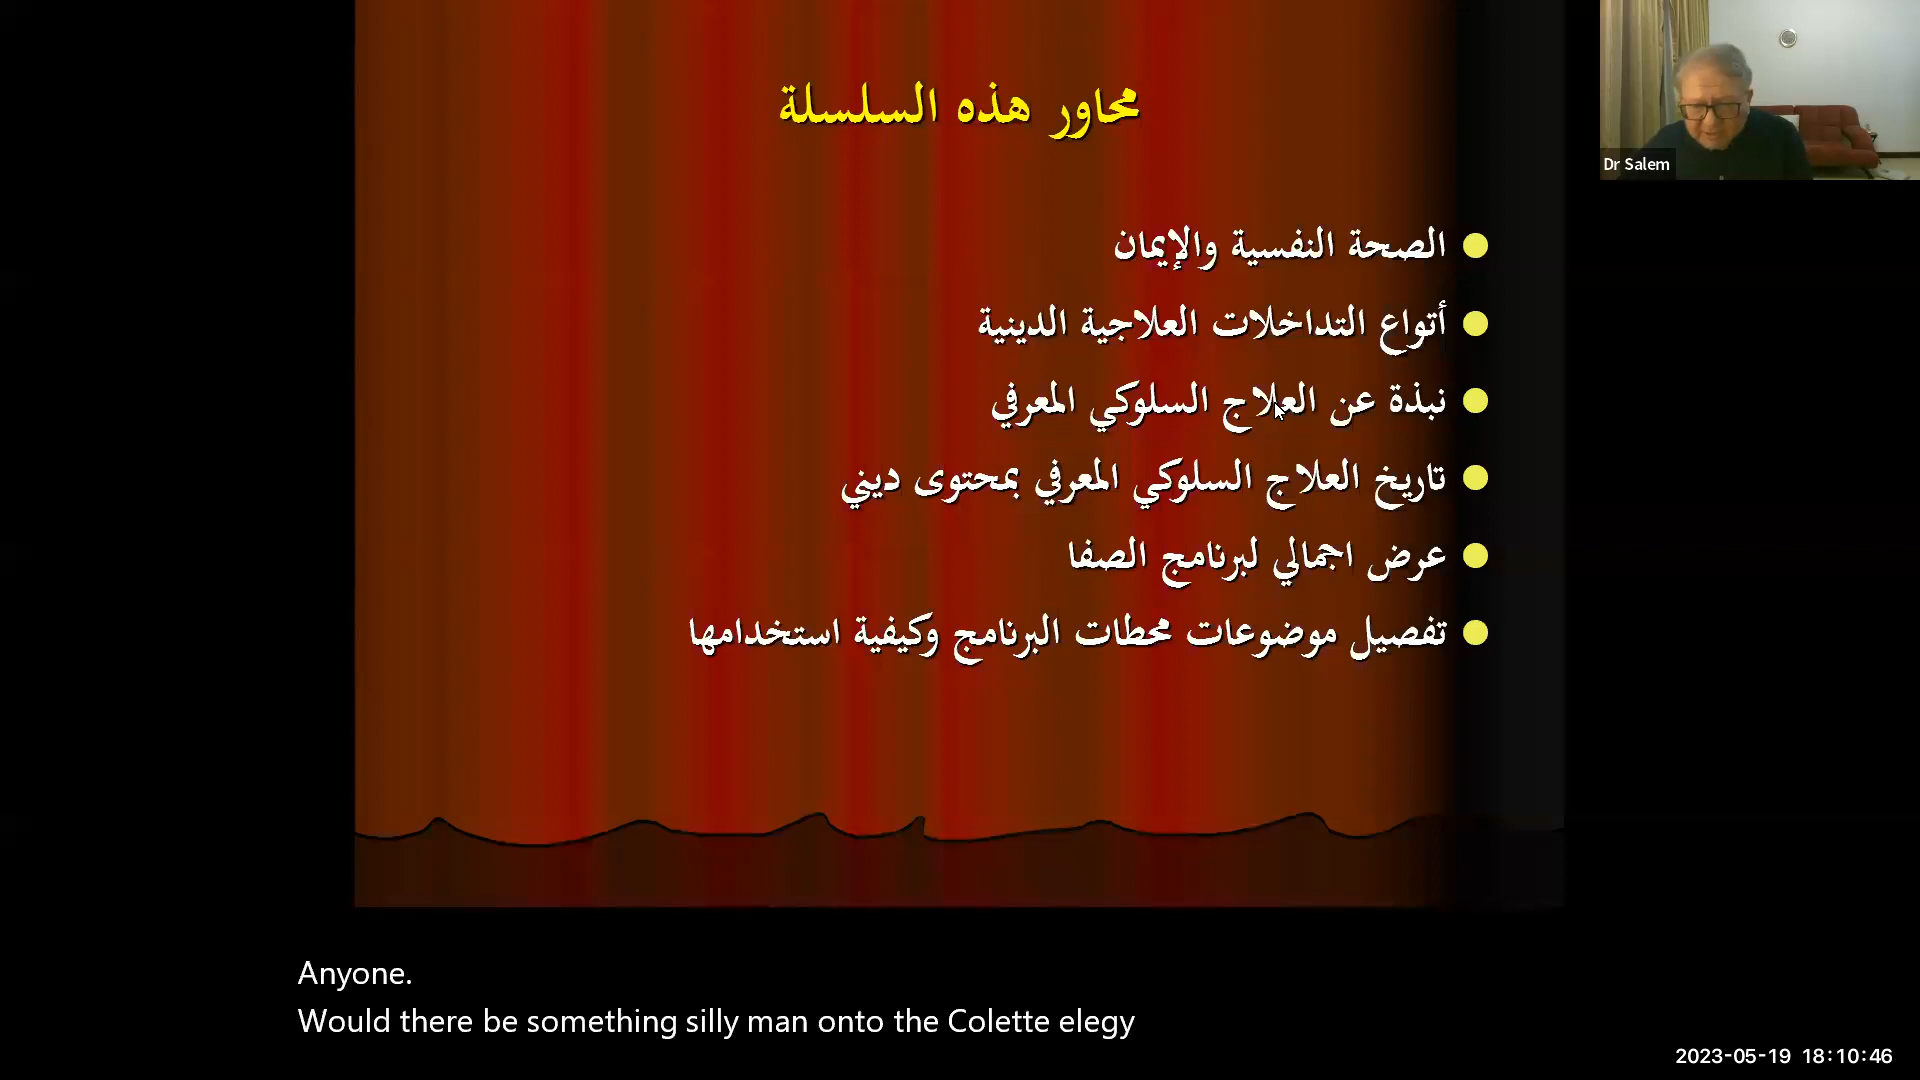 محاور هذه السلسلة
الصحة النفسية والإيمان
أتواع التداخلات العلاجية الدينية
نبذة عن العلاج السلوكي المعرفي
تاريخ العلاج السلوكي المعرفي بمحتوى ديني
عرض اجمالي لبرنامج الصفا
تفصيل موضوعات محطات البرنامج وكيفية استخدامها
Dr Salem
Anyone.
Would there be something silly man onto the Colette elegy
2023-05-19 18:10:46